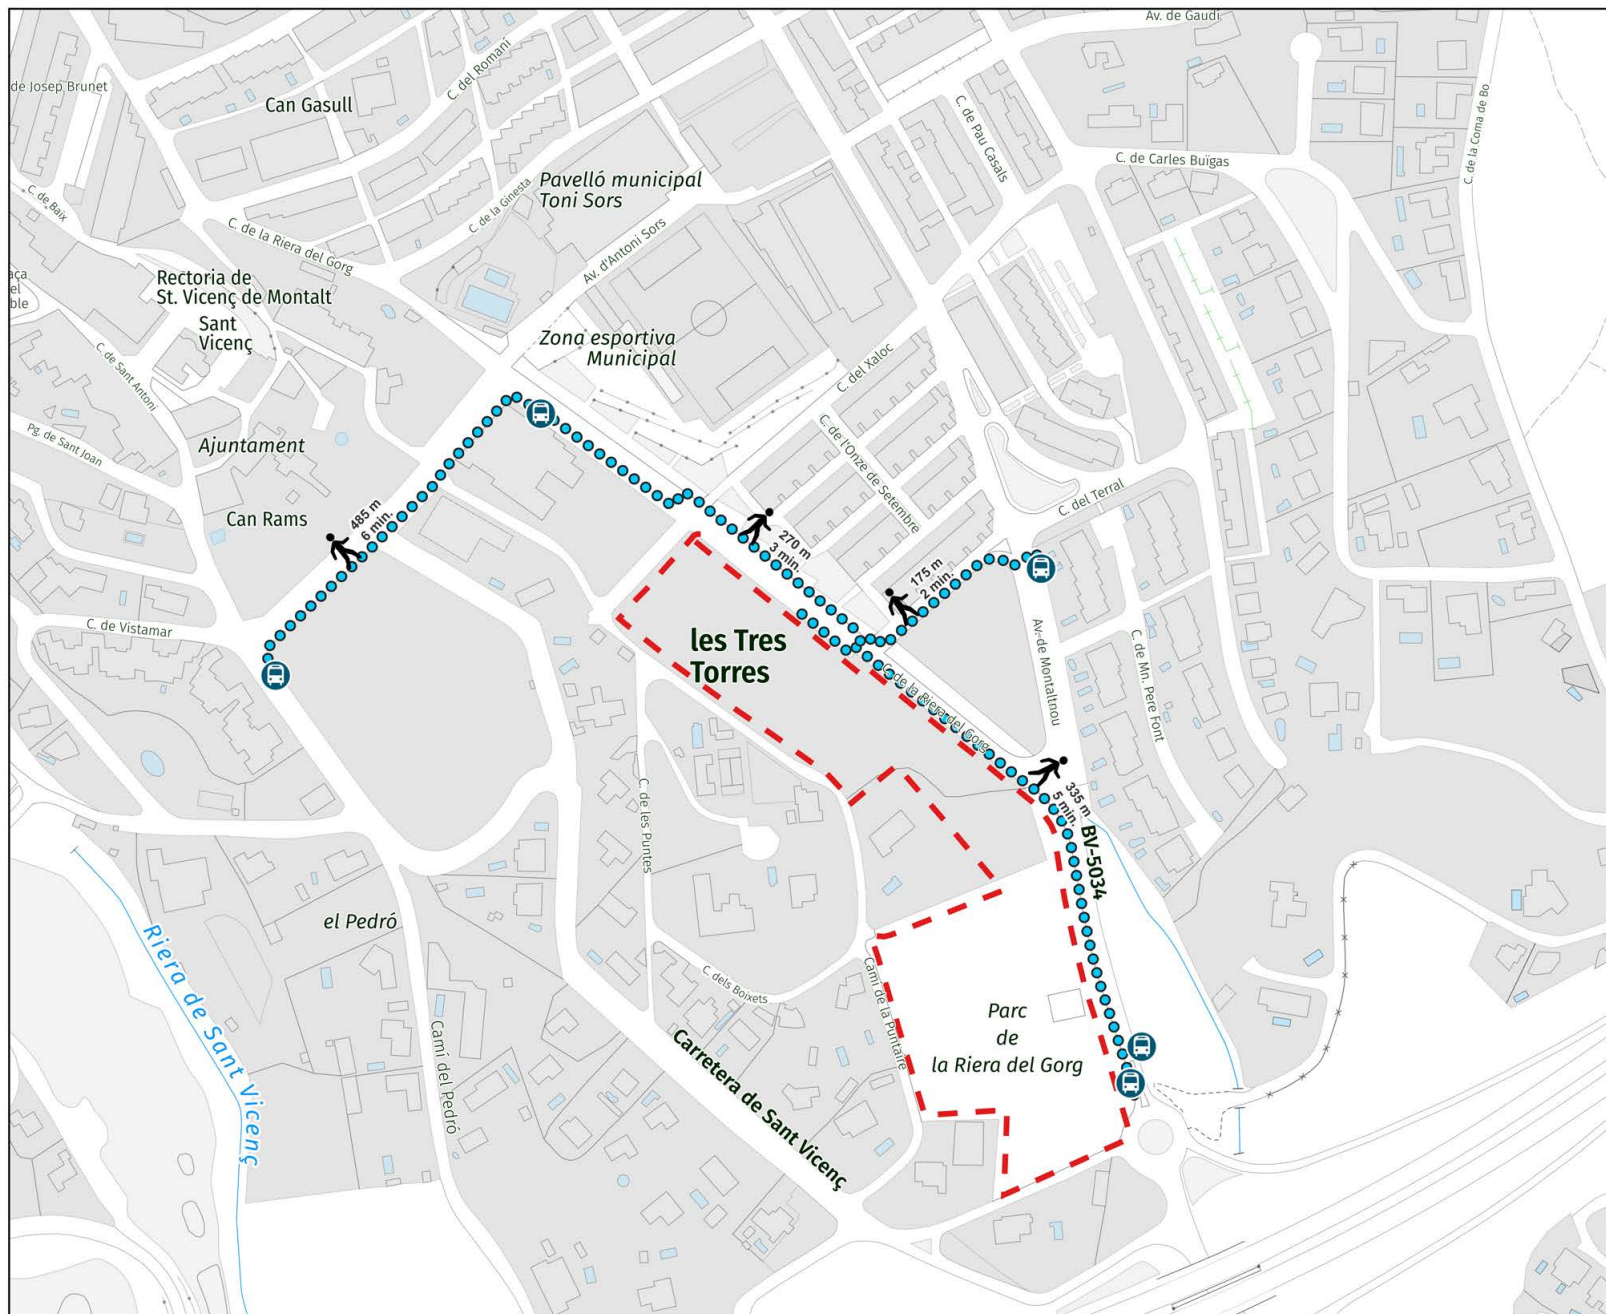 Av. de Gaudí
de Josep Brunet
Can Gasull
C. del Romaní
C. de Pau Casals
C. de la Coma de Bo
C. de Carles Buïgas
Pavelló municipal
Toni Sors
C. de Baix
C. de la Ginesta
C. de la Riera del Gorg
Av. d'Antoni Sors
aça
el
ble
Rectoria de
St. Vicenç de Montalt
Sant
Vicenç
Zona esportiva
Municipal
C. de Sant Antoni
C. del Xaloc
Pg. de Sant Joan
Ajuntament
C. de l'Onze de Setembre
C. del Terral
Can Rams
485 m
6 min.
270 m
3 min.
175 m
2 min.
C. de Vistamar
les Tres
Torres
Av. de Montaltnou
C. de Mn. Pere Font
C. de la Riera del Gorg
335 m
5 min.
BV-5034
C. de les Puntes
el Pedró
Riera de Sant Vicenç
C. dels Boixets
Camí de la Puntaire
Parc
de
la Riera del Gorg
Camí del Pedró
Carretera de Sant Vicenç